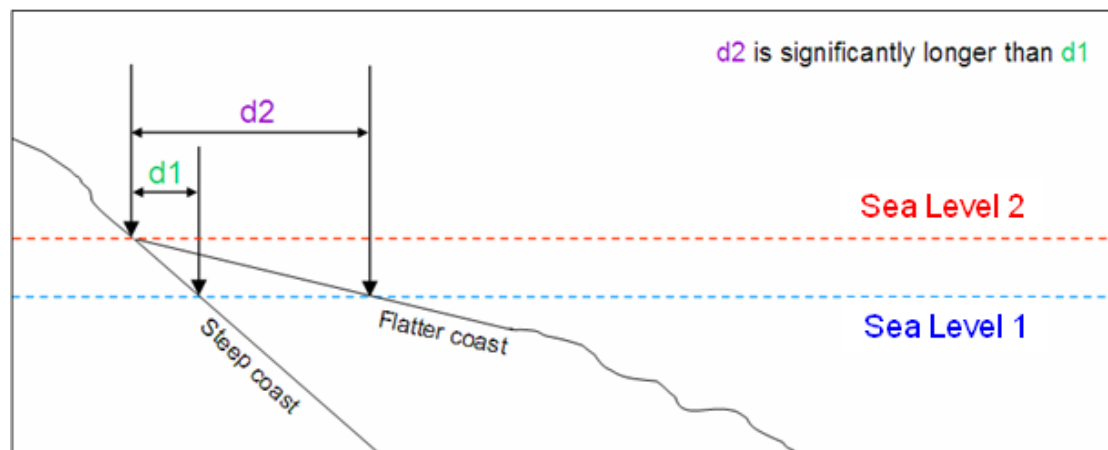 d2 is significantly longer than d1
d2
d1
Sea Level 2
Sea Level 1
Flatter coast
Steep coast